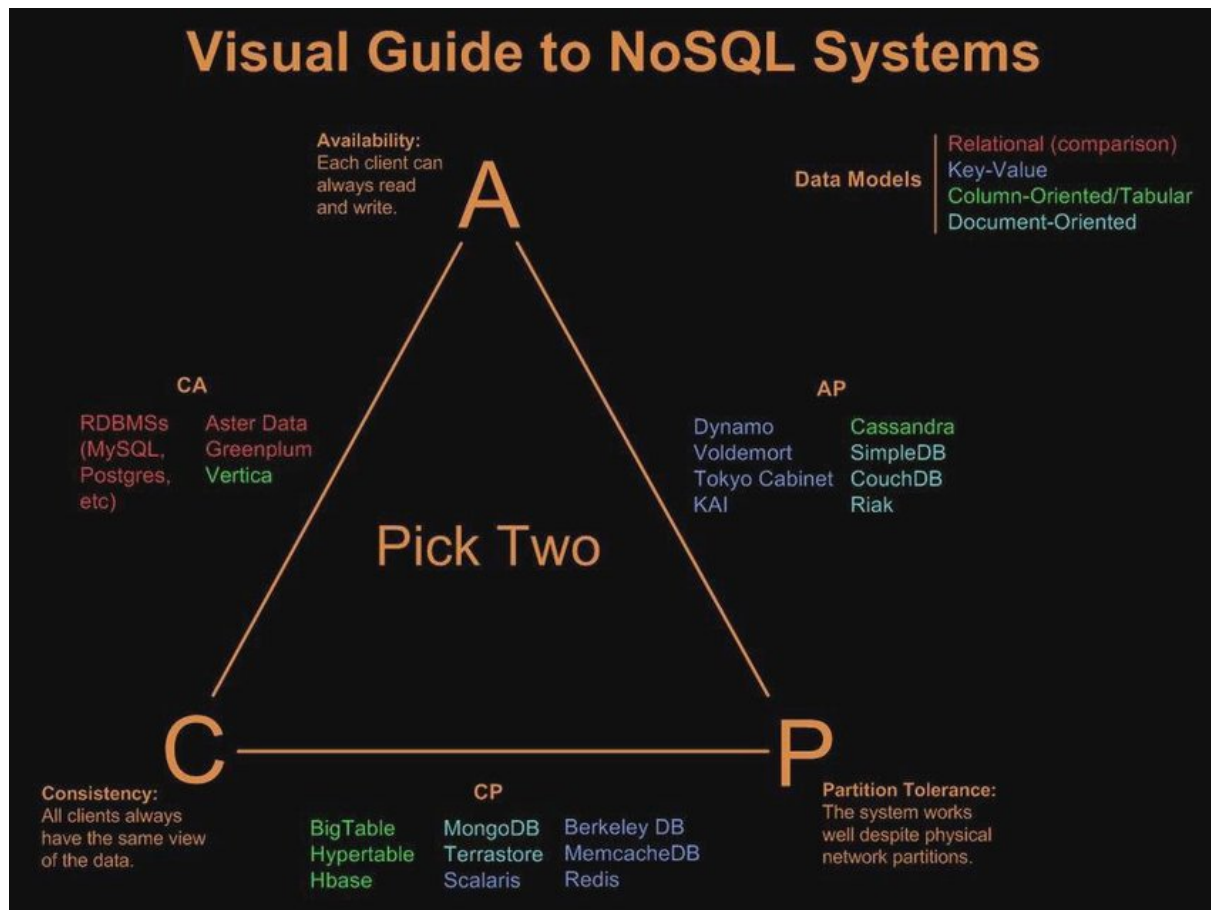 Visual Guide to NoSQL Systems
Availability:
Each client can
always read
and write.
A
Data Models
Relational (comparison)
Key-Value
Column-Oriented/Tabular
Document-Oriented
CA
RDBMSs
(MySQL,
Postgres,
etc)
Aster Data
Greenplum
Vertica
AP
Dynamo
Voldemort
Tokyo Cabinet
KAI
Cassandra
SimpleDB
CouchDB
Riak
Pick Two
C
Consistency:
All clients always
have the same view
of the data.
CP
BigTable
Hypertable
Hbase
MongoDB
Terrastore
Scalaris
Berkeley DB
MemcacheDB
Redis
P
Partition Tolerance:
The system works
well despite physical
network partitions.